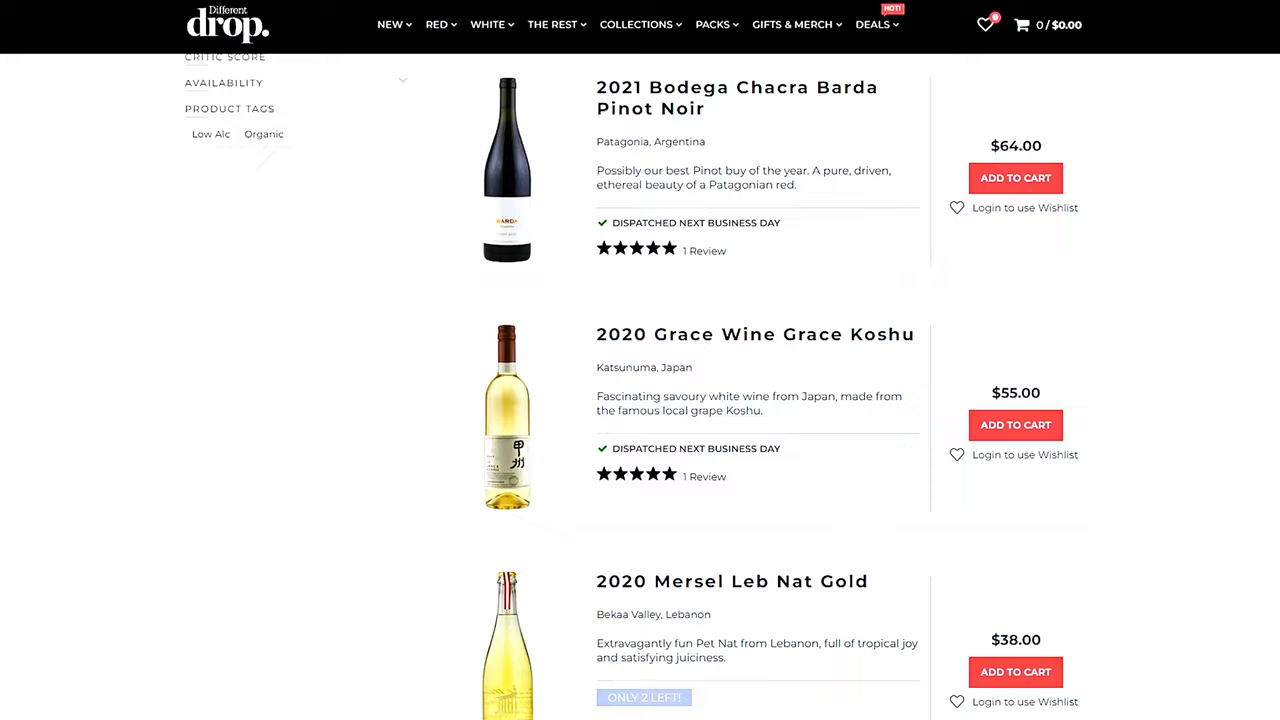 Different
drop.
NEW
RED
WHITE
THE REST
COLLECTIONS
PACKS
GIFTS & MERCH
DEALS
HOT!
0
0 / $0.00
CRITIC SCORE
AVAILABILITY
PRODUCT TAGS
Low Alc Organic
2021 Bodega Chacra Barda
Pinot Noir
Patagonia, Argentina
Possibly our best Pinot buy of the year. A pure, driven,
ethereal beauty of a Patagonian red.
DISPATCHED NEXT BUSINESS DAY
1 Review
$64.00
ADD TO CART
Login to use Wishlist
BARDA
2020 Grace Wine Grace Koshu
Katsunuma, Japan
Fascinating savoury white wine from Japan, made from
the famous local grape Koshu.
DISPATCHED NEXT BUSINESS DAY
1 Review
$55.00
ADD TO CART
Login to use Wishlist
甲州
2020 Mersel Leb Nat Gold
Bekaa Valley, Lebanon
Extravagantly fun Pet Nat from Lebanon, full of tropical joy
and satisfying juiciness.
ONLY 2 LEFT!
$38.00
ADD TO CART
Login to use Wishlist